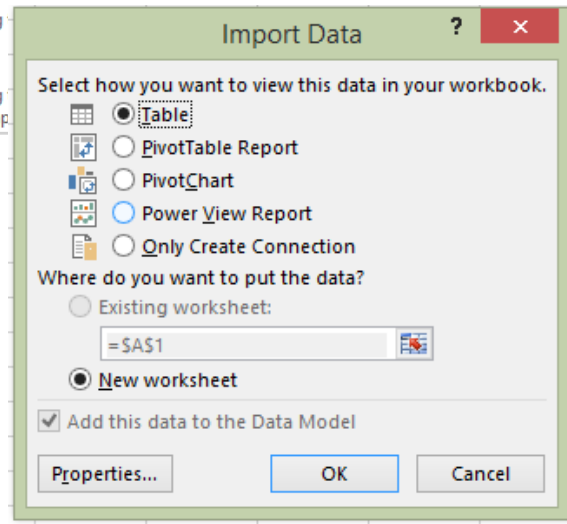 Import Data
?
Select how you want to view this data in your workbook.
Table
PivotTable Report
PivotChart
Power View Report
Only Create Connection
Where do you want to put the data?
Existing worksheet:
=$A$1
New worksheet
Add this data to the Data Model
Properties... OK Cancel